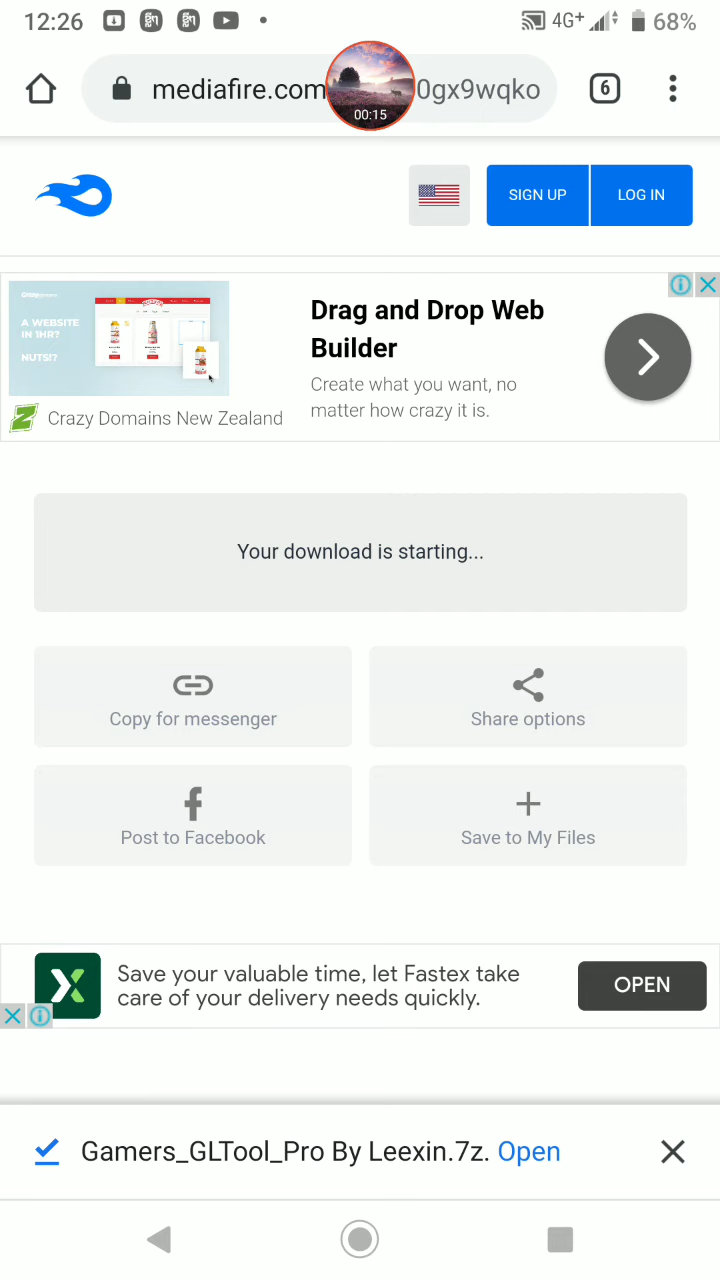 12:26
4G+
68%
mediafire.com
0gx9wqko
6
00:15
SIGN UP
LOG IN
A WEBSITE
IN 1HR?
NUTS!?
Drag and Drop Web
Builder
Create what you want, no
matter how crazy it is.
Crazy Domains New Zealand
Your download is starting...
Copy for messenger
Share options
Post to Facebook
Save to My Files
Save your valuable time, let Fastex take
care of your delivery needs quickly.
OPEN
Gamers_GLTool_Pro By Leexin.7z. Open